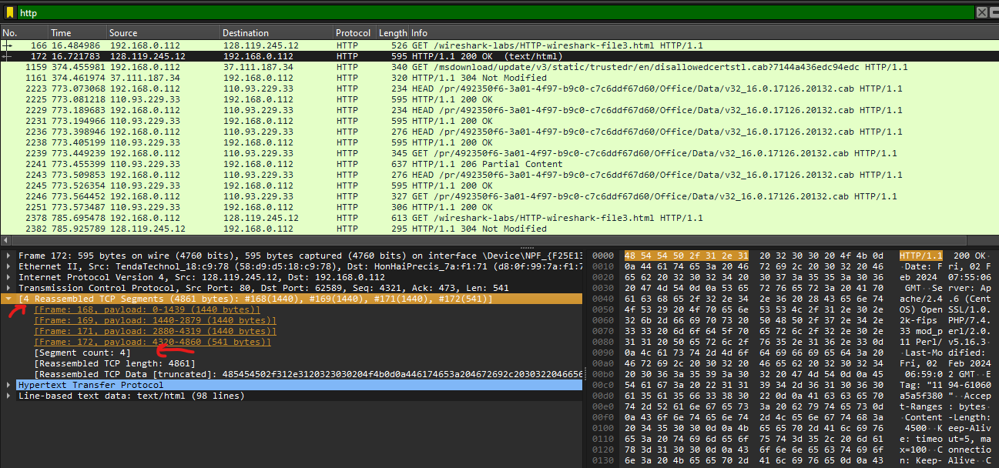 http
No. Time Source Destination Protocol Length Info
166 16.484986 192.168.0.112 128.119.245.12 HTTP 526 GET /wireshark-labs/HTTP-wireshark-file3.html HTTP/1.1
172 16.721783 128.119.245.12 192.168.0.112 HTTP 595 HTTP/1.1 200 OK (text/html)
1159 374.455981 192.168.0.112 37.111.187.34 HTTP 340 GET /msdownload/update/v3/static/trustedr/en/disallowedcertstl.cab?7144a436edc94edc HTTP/1.1
1161 374.461974 37.111.187.34 192.168.0.112 HTTP 320 HTTP/1.1 304 Not Modified
2223 773.073068 192.168.0.112 110.93.229.33 HTTP 234 HEAD /pr/492350f6-3a01-4f97-b9c0-c7c6ddf67d60/Office/Data/v32_16.0.17126.20132.cab HTTP/1.1
2225 773.081218 110.93.229.33 192.168.0.112 HTTP 595 HTTP/1.1 200 OK
2229 773.189683 192.168.0.112 110.93.229.33 HTTP 234 HEAD /pr/492350f6-3a01-4f97-b9c0-c7c6ddf67d60/Office/Data/v32_16.0.17126.20132.cab HTTP/1.1
2231 773.194966 110.93.229.33 192.168.0.112 HTTP 595 HTTP/1.1 200 OK
2236 773.398946 192.168.0.112 110.93.229.33 HTTP 276 HEAD /pr/492350f6-3a01-4f97-b9c0-c7c6ddf67d60/Office/Data/v32_16.0.17126.20132.cab HTTP/1.1
2238 773.405199 110.93.229.33 192.168.0.112 HTTP 595 HTTP/1.1 200 OK
2239 773.449239 192.168.0.112 110.93.229.33 HTTP 345 GET /pr/492350f6-3a01-4f97-b9c0-c7c6ddf67d60/Office/Data/v32_16.0.17126.20132.cab HTTP/1.1
2241 773.455399 110.93.229.33 192.168.0.112 HTTP 637 HTTP/1.1 206 Partial Content
2243 773.509853 192.168.0.112 110.93.229.33 HTTP 276 HEAD /pr/492350f6-3a01-4f97-b9c0-c7c6ddf67d60/Office/Data/v32_16.0.17126.20132.cab HTTP/1.1
2245 773.526354 110.93.229.33 192.168.0.112 HTTP 595 HTTP/1.1 200 OK
2246 773.564452 192.168.0.112 110.93.229.33 HTTP 327 GET /pr/492350f6-3a01-4f97-b9c0-c7c6ddf67d60/Office/Data/v32_16.0.17126.20132.cab HTTP/1.1
2251 773.573487 110.93.229.33 192.168.0.112 HTTP 306 HTTP/1.1 200 OK
2378 785.695478 192.168.0.112 128.119.245.12 HTTP 613 GET /wireshark-labs/HTTP-wireshark-file3.html HTTP/1.1
2382 785.925789 128.119.245.12 192.168.0.112 HTTP 295 HTTP/1.1 304 Not Modified
Frame 172: 595 bytes on wire (4760 bits), 595 bytes captured (4760 bits) on interface \Device\NPF_{F25E13
Ethernet II, Src: TendaTechnol_18:c9:78 (58:d9:d5:18:c9:78), Dst: HonHaiPrecis_7a:f1:71 (d8:0f:99:7a:f1:7
Internet Protocol Version 4, Src: 128.119.245.12, Dst: 192.168.0.112
Transmission Control Protocol, Src Port: 80, Dst Port: 62589, Seq: 4321, Ack: 473, Len: 541
[4 Reassembled TCP Segments (4861 bytes): #168(1440), #169(1440), #171(1440), #172(541)]
[Frame: 168, payload: 0-1439 (1440 bytes)]
[Frame: 169, payload: 1440-2879 (1440 bytes)]
[Frame: 171, payload: 2880-4319 (1440 bytes)]
[Frame: 172, payload: 4320-4860 (541 bytes)]
[Segment count: 4]
[Reassembled TCP length: 4861]
[Reassembled TCP Data [truncated]: 485454502f312e3120323030204f4b0d0a446174653a204672692c203032204665​6
Hypertext Transfer Protocol
Line-based text data: text/html (98 lines)
0000 48 54 54 50 2f 31 2e 31 20 32 30 30 20 4f 4b 0d HTTP/1.1 200 OK·
0010 0a 44 61 74 65 3a 20 46 72 69 2c 20 30 32 20 46 ·Date: F ri, 02 F
0020 65 62 20 32 30 32 34 20 30 37 3a 35 35 3a 30 36 eb 2024 07:55:06
0030 20 47 4d 54 0d 0a 53 65 72 76 65 72 3a 20 41 70 GMT··Se rver: Ap
0040 61 63 68 65 2f 32 2e 34 2e 36 20 28 43 65 6e 74 ache/2.4 .6 (Cent
0050 4f 53 29 20 4f 70 65 6e 53 53 4c 2f 31 2e 30 2e OS) Open SSL/1.0.
0060 32 6b 2d 66 69 70 73 20 50 48 50 2f 37 2e 34 2e 2k-fips PHP/7.4.
0070 33 33 20 6d 6f 64 5f 70 65 72 6c 2f 32 2e 30 2e 33 mod_p erl/2.0.
0080 31 31 20 50 65 72 6c 2f 76 35 2e 31 36 2e 33 0d 11 Perl/ v5.16.3·
0090 0a 4c 61 73 74 2d 4d 6f 64 69 66 69 65 64 3a 20 ·Last-Mo dified:
00a0 46 72 69 2c 20 30 32 20 46 65 62 20 32 30 32 34 Fri, 02 Feb 2024
00b0 20 30 36 3a 35 39 3a 30 32 20 47 4d 54 0d 0a 45 06:59:0 2 GMT··E
00c0 54 61 67 3a 20 22 31 31 39 34 2d 36 31 30 36 30 Tag: "11 94-61060
00d0 61 35 61 35 66 33 38 30 22 0d 0a 41 63 63 65 70 a5a5f380 "··Accep
00e0 74 2d 52 61 6e 67 65 73 3a 20 62 79 74 65 73 0d t-Ranges : bytes·
00f0 0a 43 6f 6e 74 65 6e 74 2d 4c 65 6e 67 74 68 3a ·Content -Length:
0100 20 34 35 30 30 0d 0a 4b 65 65 70 2d 41 6c 69 76 4500··K eep-Aliv
0110 65 3a 20 74 69 6d 65 6f 75 74 3d 35 2c 20 6d 61 e: timeo ut=5, ma
0120 78 3d 31 30 30 0d 0a 43 6f 6e 6e 65 63 74 69 6f x=100··C onnectio
0130 6e 3a 20 4b 65 65 70 2d 41 6c 69 76 65 0d 0a 43 n: Keep- Alive··C